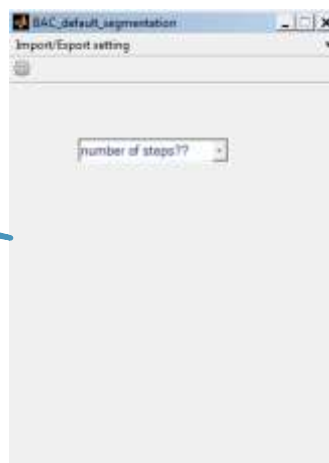 BAC_default_segmentation
Import/Export setting
number of steps??